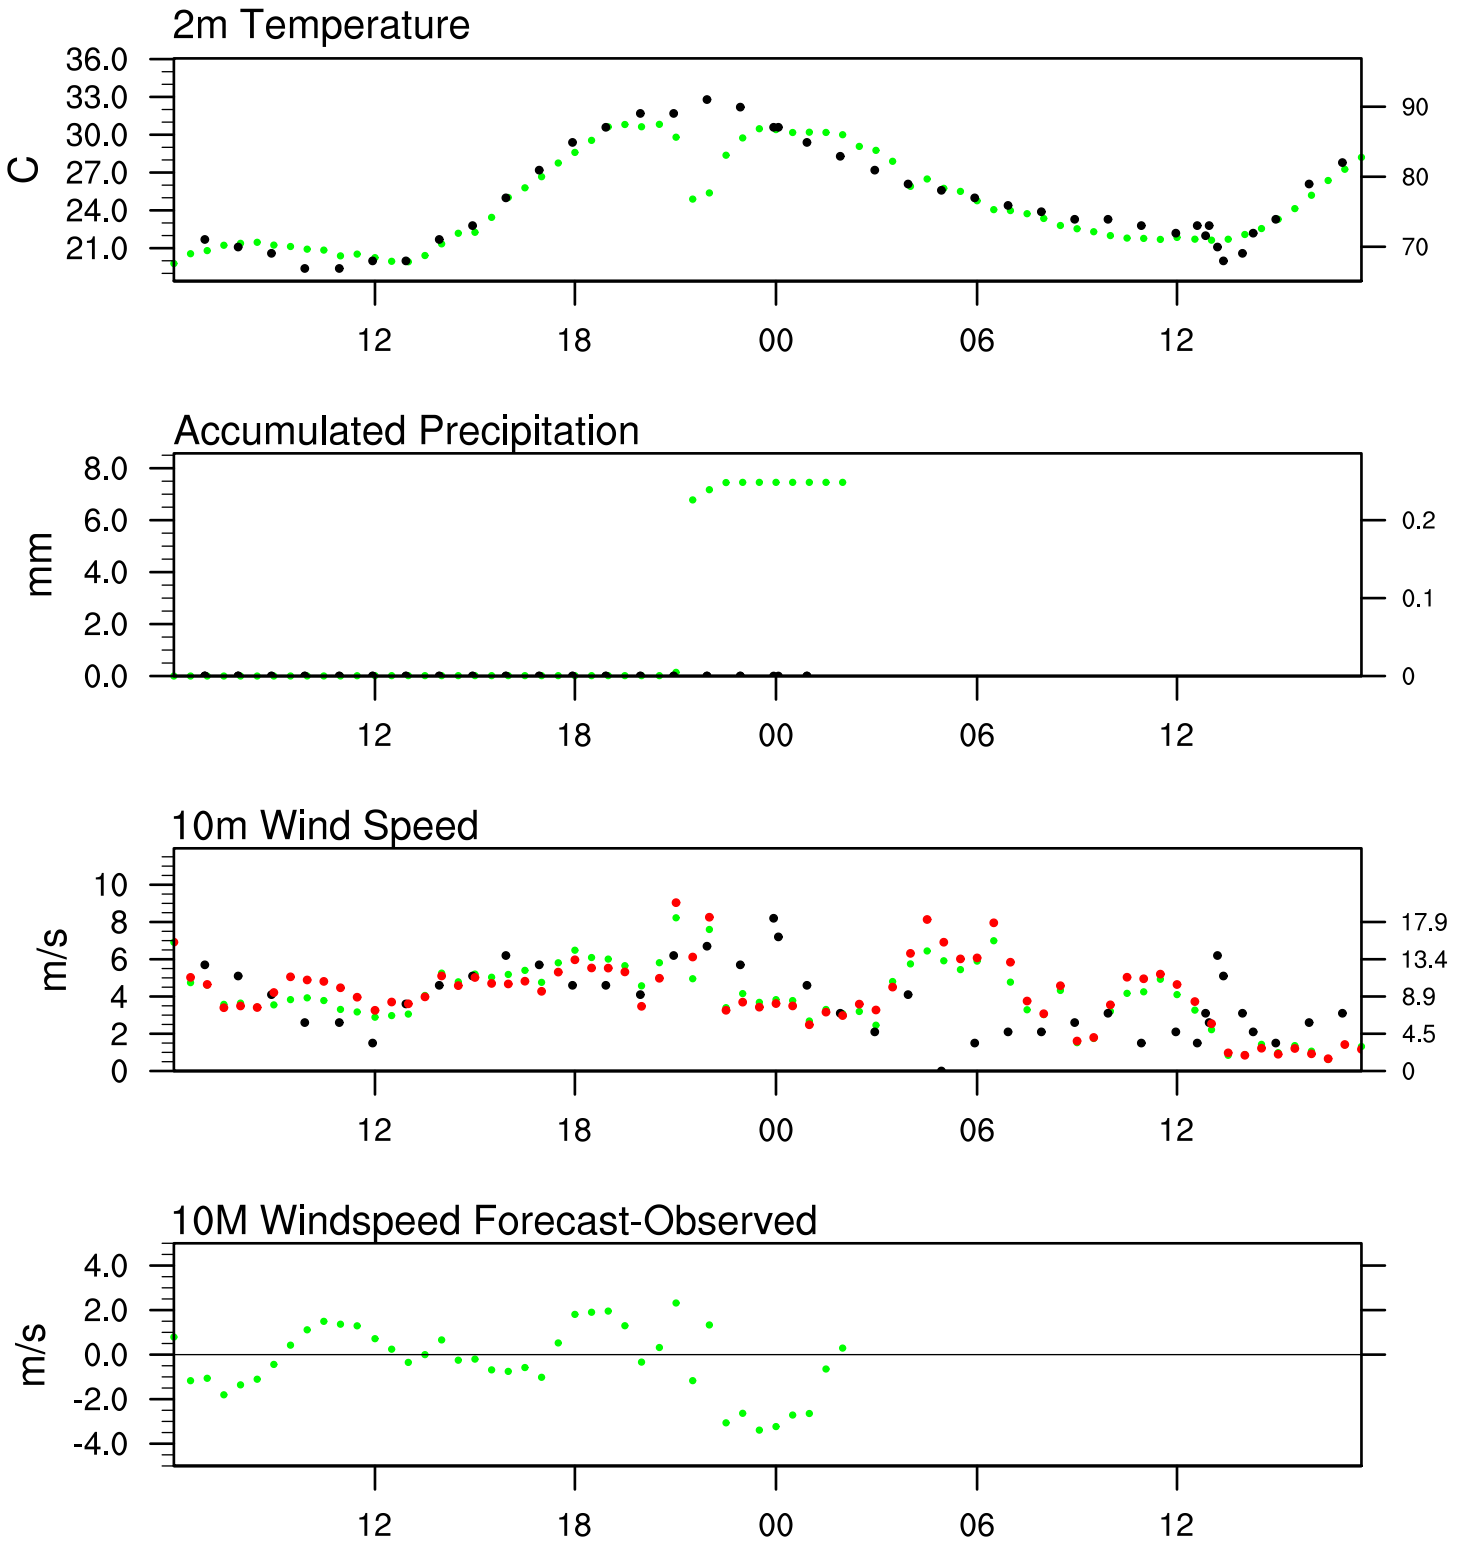 2m Temperature
36.0
33.0
90
30.0
C
27.0
80
24.0
21.0
70
12 18 00 06 12
Accumulated Precipitation
8.0
6.0
0.2
mm
4.0
0.1
2.0
0.0
0
12 18 00 06 12
10m Wind Speed
10
8
17.9
m/s
6
13.4
4
8.9
2
4.5
0
0
12 18 00 06 12
10M Windspeed Forecast-Observed
4.0
2.0
m/s
0.0
-2.0
-4.0
12 18 00 06 12